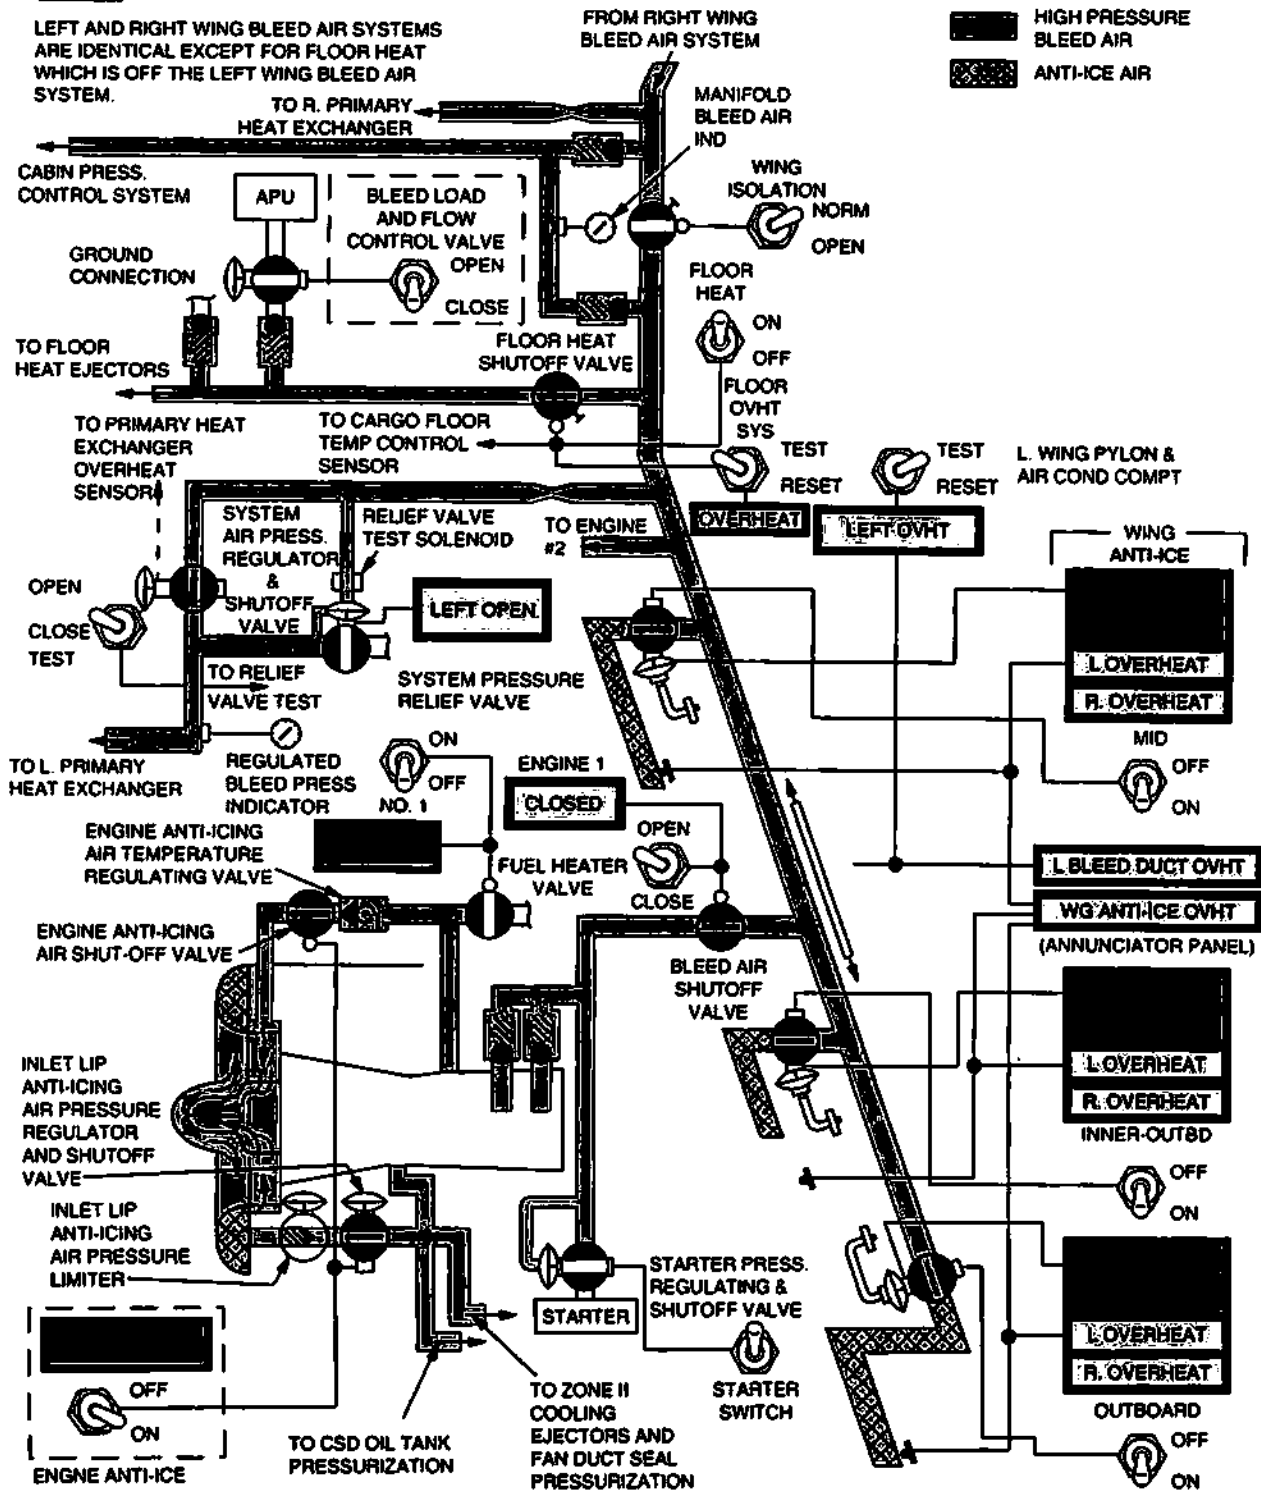 LEFT AND RIGHT WING BLEED AIR SYSTEMS
ARE IDENTICAL EXCEPT FOR FLOOR HEAT
WHICH IS OFF THE LEFT WING BLEED AIR
SYSTEM.
FROM RIGHT WING
BLEED AIR SYSTEM
HIGH PRESSURE
BLEED AIR
ANTI-ICE AIR
TO R. PRIMARY
HEAT EXCHANGER
MANIFOLD
BLEED AIR
IND
CABIN PRESS.
CONTROL SYSTEM
APU
BLEED LOAD
AND FLOW
CONTROL VALVE
OPEN
CLOSE
WING
ISOLATION
NORM
OPEN
GROUND
CONNECTION
FLOOR
HEAT
ON
OFF
TO FLOOR
HEAT EJECTORS
FLOOR HEAT
SHUTOFF VALVE
FLOOR
OVHT
SYS
TEST
RESET
OVERHEAT
TO CARGO FLOOR
TEMP CONTROL
SENSOR
TO PRIMARY HEAT
EXCHANGER
OVERHEAT
SENSOR
TEST
RESET
LEFT OVHT
L. WING PYLON &
AIR COND COMPT
SYSTEM
AIR PRESS.
REGULATOR
&
SHUTOFF
VALVE
RELIEF VALVE
TEST SOLENOID
TO ENGINE
#2
WING
ANTI-ICE
OPEN
CLOSE
TEST
LEFT OPEN
L OVERHEAT
R. OVERHEAT
MID
OFF
ON
TO RELIEF
VALVE TEST
SYSTEM PRESSURE
RELIEF VALVE
TO L. PRIMARY
HEAT EXCHANGER
REGULATED
BLEED PRESS
INDICATOR
ON
OFF
NO. 1
ENGINE 1
CLOSED
OPEN
CLOSE
ENGINE ANTI-ICING
AIR TEMPERATURE
REGULATING VALVE
FUEL HEATER
VALVE
L BLEED DUCT OVHT
WG ANTI-ICE OVHT
(ANNUNCIATOR PANEL)
ENGINE ANTI-ICING
AIR SHUT-OFF VALVE
BLEED AIR
SHUTOFF
VALVE
L OVERHEAT
R. OVERHEAT
INNER-OUTBD
OFF
ON
INLET LIP
ANTI-ICING
AIR PRESSURE
REGULATOR
AND SHUTOFF
VALVE
INLET LIP
ANTI-ICING
AIR PRESSURE
LIMITER
STARTER
STARTER PRESS.
REGULATING &
SHUTOFF VALVE
STARTER
SWITCH
L OVERHEAT
R. OVERHEAT
OUTBOARD
OFF
ON
OFF
ON
ENGNE ANTI-ICE
TO CSD OIL TANK
PRESSURIZATION
TO ZONE II
COOLING
EJECTORS AND
FAN DUCT SEAL
PRESSURIZATION